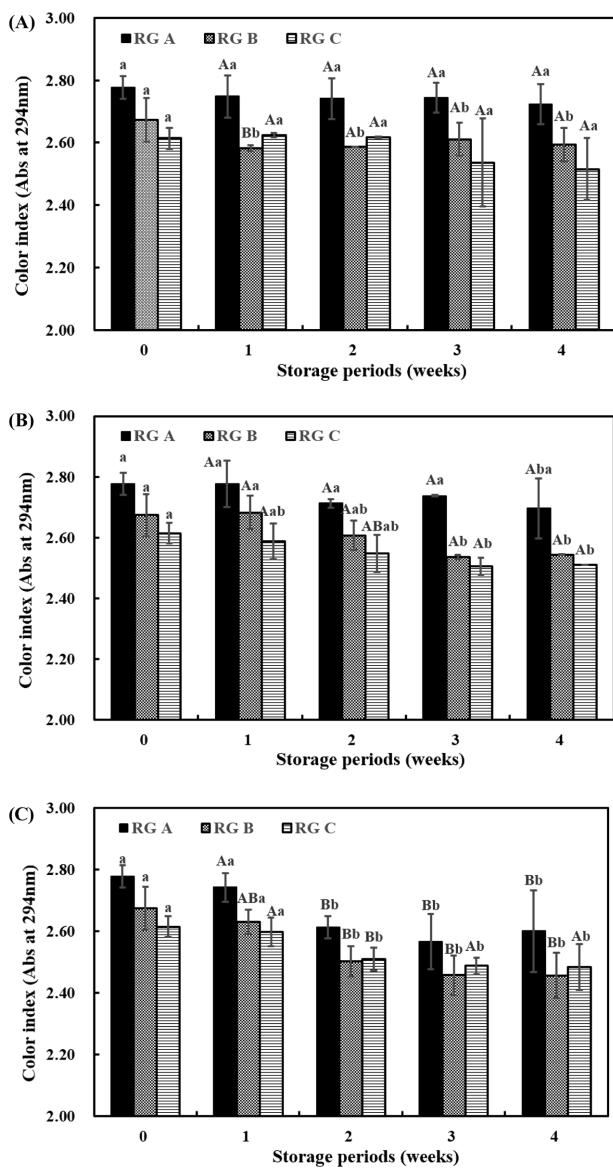 (A)
3.00
RG A RG B RG C
a a a Aa Bb Aa Aa Ab Aa Aa Ab Aa Aa Ab Aa
2.80
2.60
2.40
2.20
2.00
Color index (Abs at 294nm)
0 1 2 3 4
Storage periods (weeks)
(B)
3.00
RG A RG B RG C
a a a Aa Aa Aab Aa Aab ABab Aa Ab Ab Aba Ab Ab
2.80
2.60
2.40
2.20
2.00
Color index (Abs at 294nm)
0 1 2 3 4
Storage periods (weeks)
(C)
3.00
RG A RG B RG C
a a a Aa ABa Aa Bb Bb Bb Bb Bb Ab Bb Bb Ab
2.80
2.60
2.40
2.20
2.00
Color index (Abs at 294nm)
0 1 2 3 4
Storage periods (weeks)